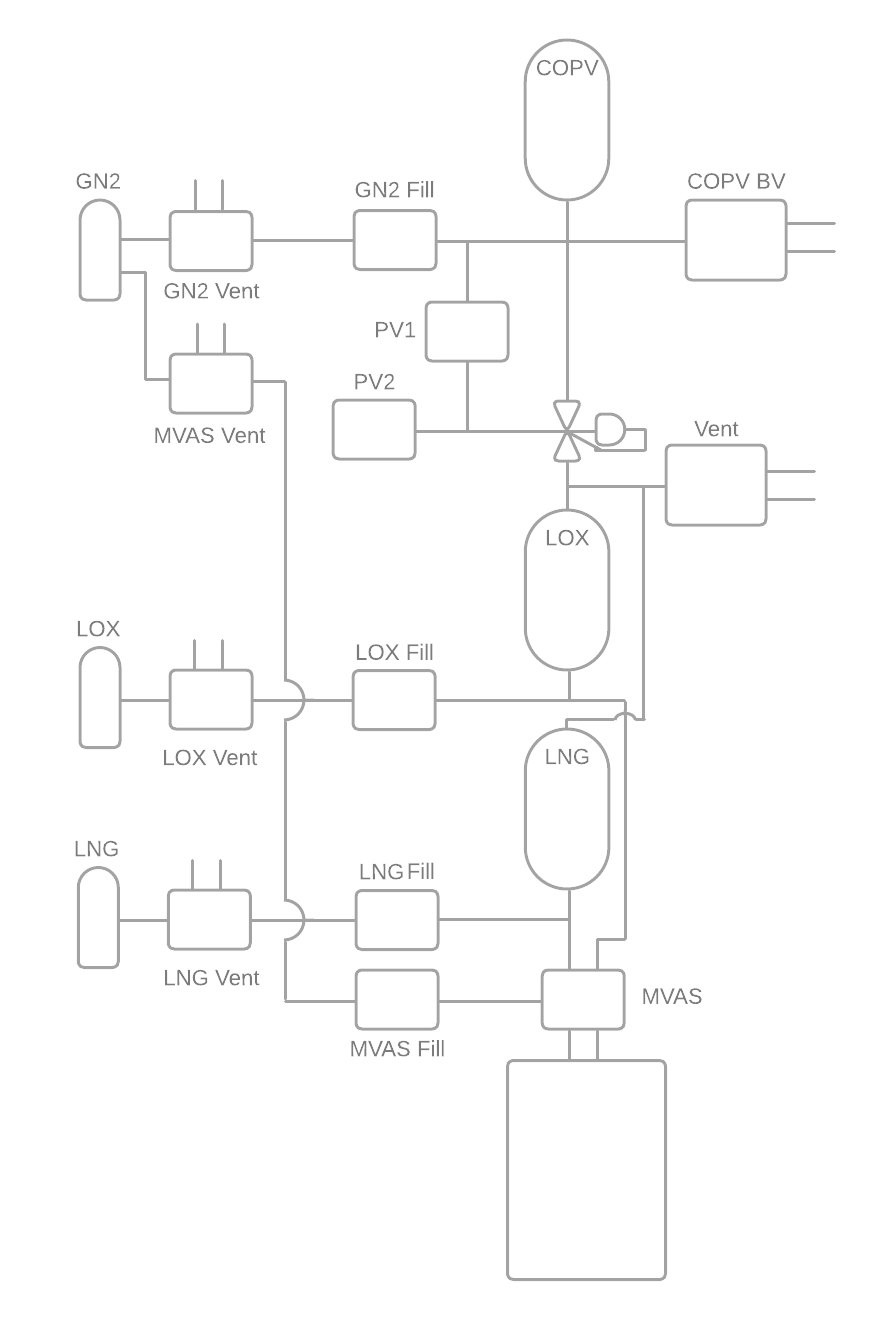 COPV
GN2
GN2 Fill
COPV BV
GN2 Vent
PV1
PV2
MVAS Vent
Vent
LOX
LOX
LOX Fill
LOX Vent
LNG
LNG
LNG Fill
LNG Vent
MVAS
MVAS Fill